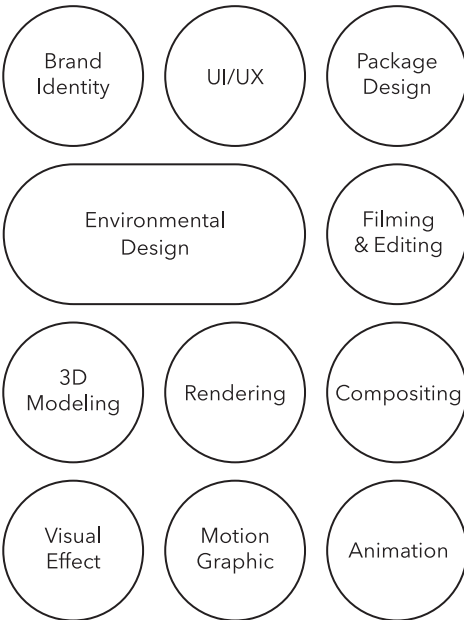 Brand
Identity
UI/UX
Package
Design
Environmental
Design
Filming
& Editing
3D
Modeling
Rendering
Compositing
Visual
Effect
Motion
Graphic
Animation